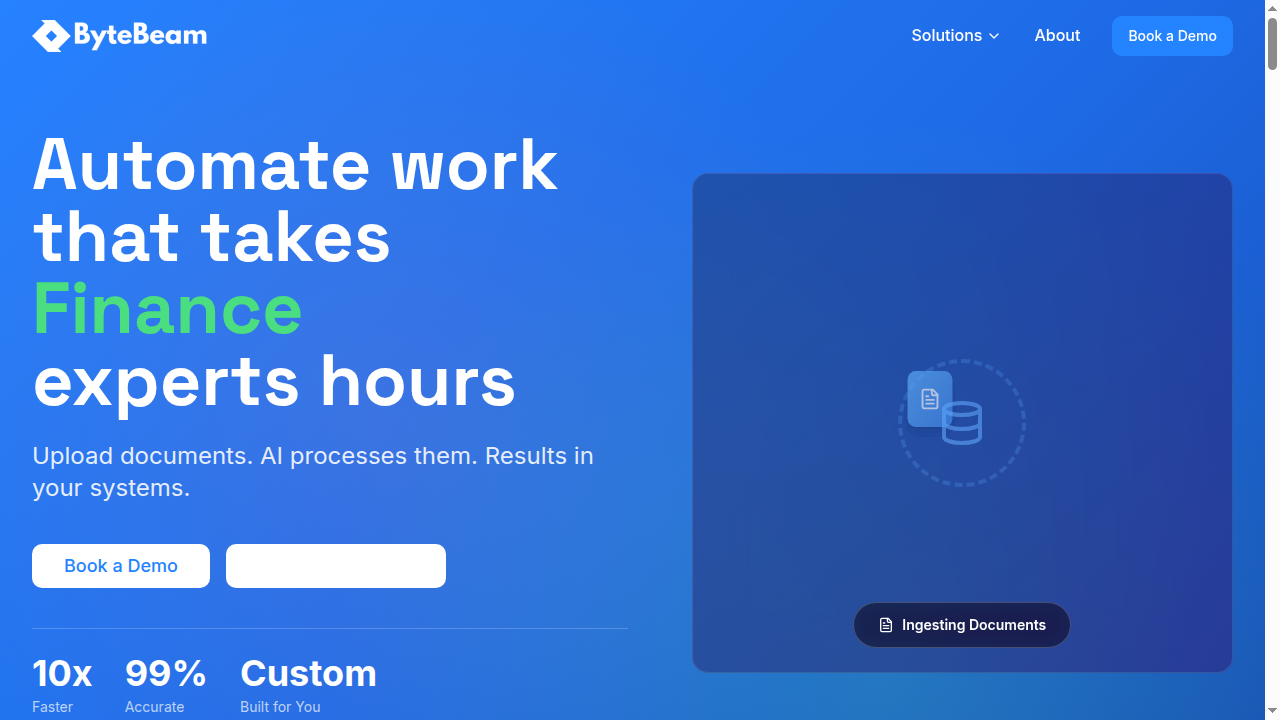 ByteBeam
Solutions
About
Book a Demo
Automate work
that takes
Finance
experts hours
Upload documents. AI processes them. Results in
your systems.
Book a Demo
10x
Faster
99%
Accurate
Custom
Built for You
Ingesting Documents